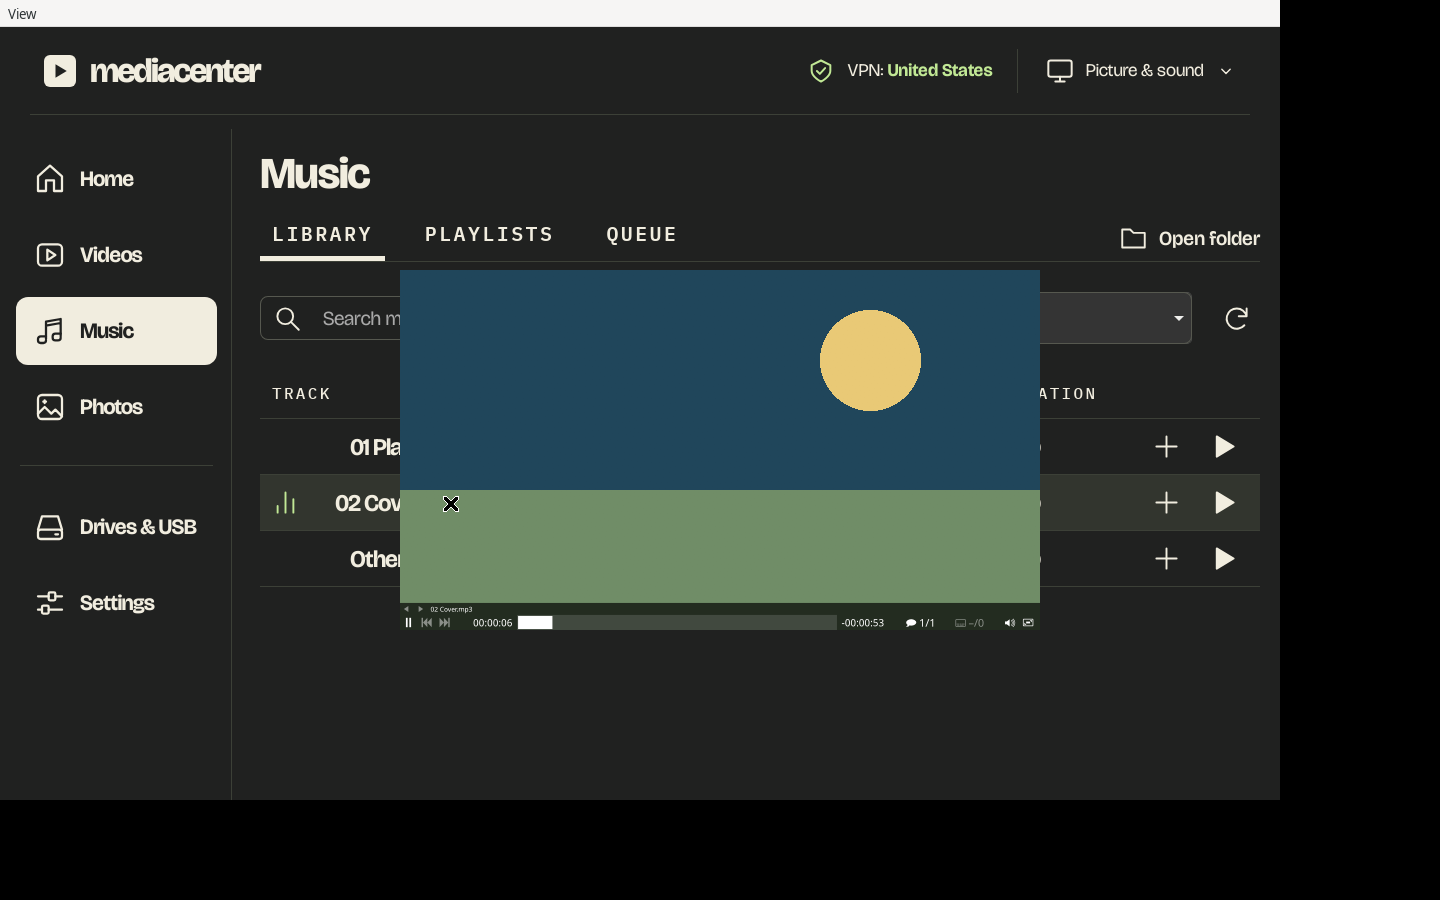 View
mediacenter
VPN: United States
Picture & sound
Home
Videos
Music
Photos
Drives & USB
Settings
Music
LIBRARY PLAYLISTS QUEUE
Open folder
Search m
TRACK
ATION
01 Pla
02 Cov
Other
02 Cover.mp3
00:00:06
-00:00:53
1/1
–/0